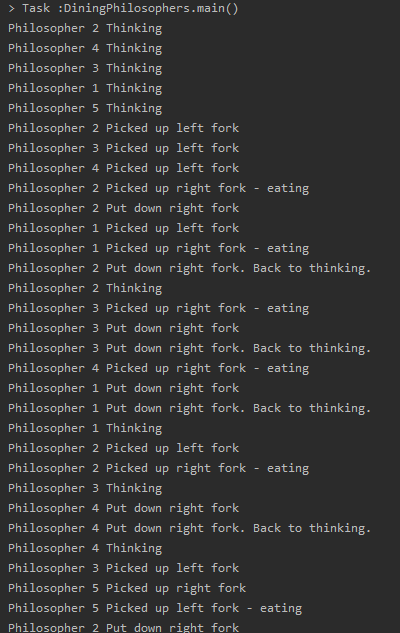 > Task :DiningPhilosophers.main()
Philosopher 2 Thinking
Philosopher 4 Thinking
Philosopher 3 Thinking
Philosopher 1 Thinking
Philosopher 5 Thinking
Philosopher 2 Picked up left fork
Philosopher 3 Picked up left fork
Philosopher 4 Picked up left fork
Philosopher 2 Picked up right fork - eating
Philosopher 2 Put down right fork
Philosopher 1 Picked up left fork
Philosopher 1 Picked up right fork - eating
Philosopher 2 Put down right fork. Back to thinking.
Philosopher 2 Thinking
Philosopher 3 Picked up right fork - eating
Philosopher 3 Put down right fork
Philosopher 3 Put down right fork. Back to thinking.
Philosopher 4 Picked up right fork - eating
Philosopher 1 Put down right fork
Philosopher 1 Put down right fork. Back to thinking.
Philosopher 1 Thinking
Philosopher 2 Picked up left fork
Philosopher 2 Picked up right fork - eating
Philosopher 3 Thinking
Philosopher 4 Put down right fork
Philosopher 4 Put down right fork. Back to thinking.
Philosopher 4 Thinking
Philosopher 3 Picked up left fork
Philosopher 5 Picked up right fork
Philosopher 5 Picked up left fork - eating
Philosopher 2 Put down right fork